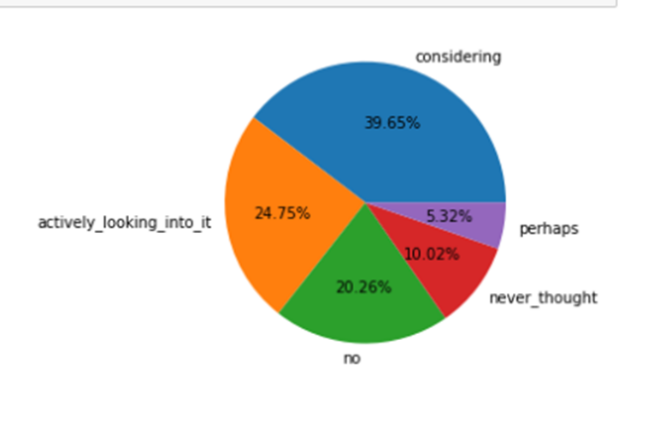 considering
39.65%
actively_looking_into_it
24.75%
5.32%
perhaps
10.02%
20.26%
never_thought
no